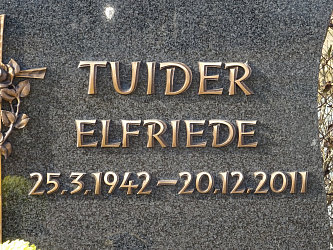 TUIDER
ELFRIEDE
25.3.1942 – 20.12.2011